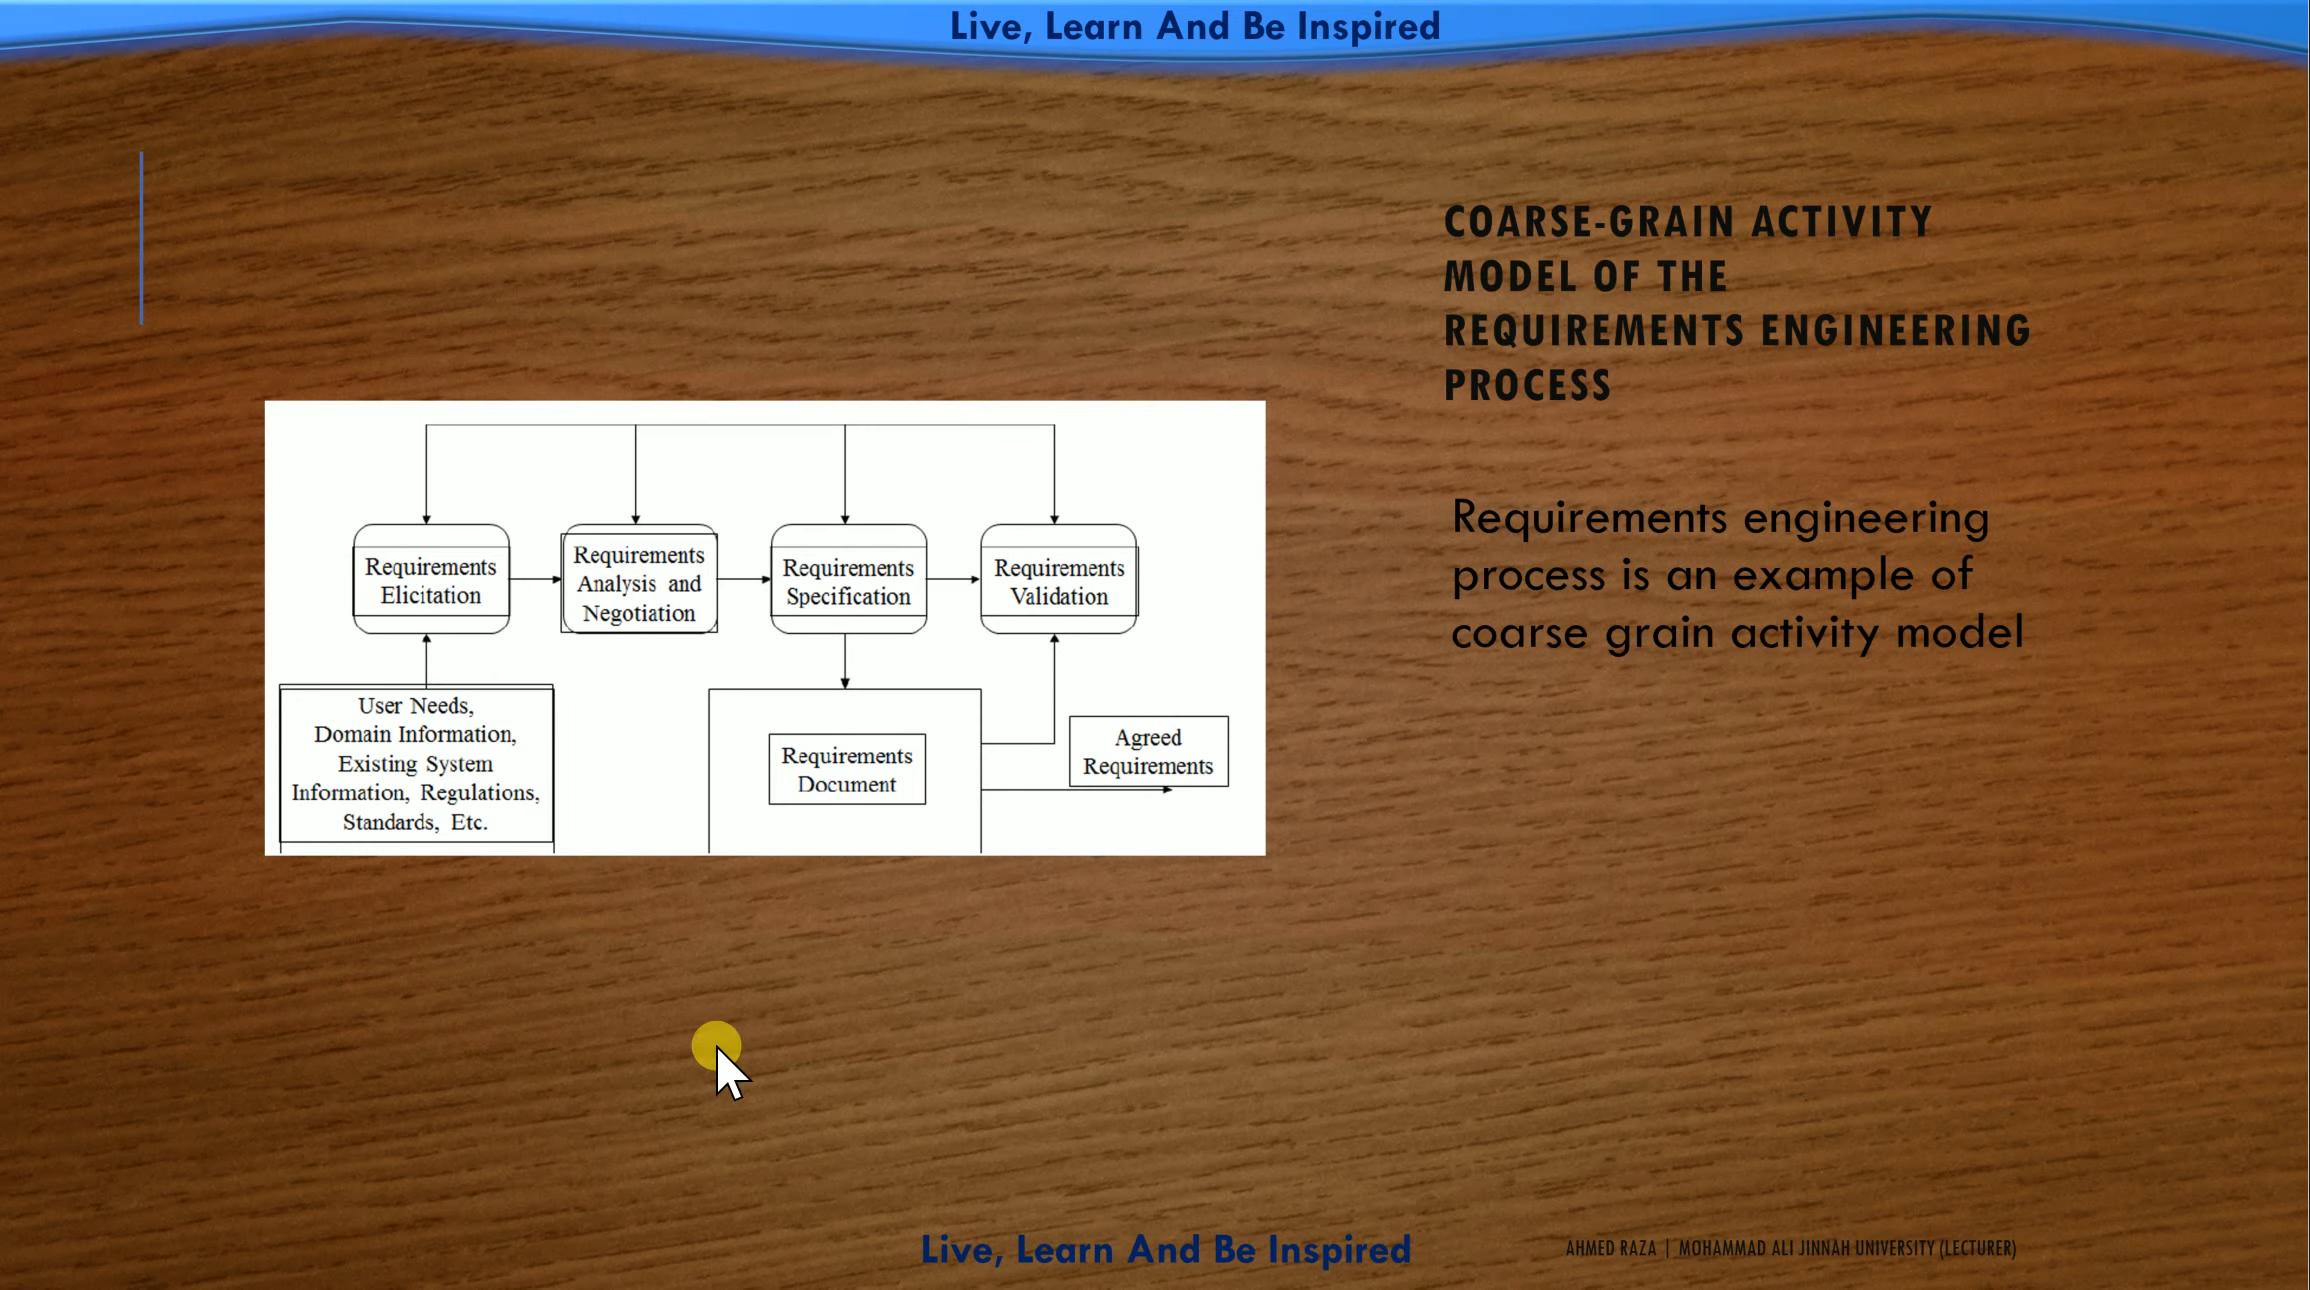 Live, Learn And Be Inspired
COARSE-GRAIN ACTIVITY
MODEL OF THE
REQUIREMENTS ENGINEERING
PROCESS
Requirements engineering
process is an example of
coarse grain activity model
Requirements
Elicitation
Requirements
Analysis and
Negotiation
Requirements
Specification
Requirements
Validation
User Needs,
Domain Information,
Existing System
Information, Regulations,
Standards, Etc.
Requirements
Document
Agreed
Requirements
Live, Learn And Be Inspired
AHMED RAZA | MOHAMMAD ALI JINNAH UNIVERSITY (LECTURER)